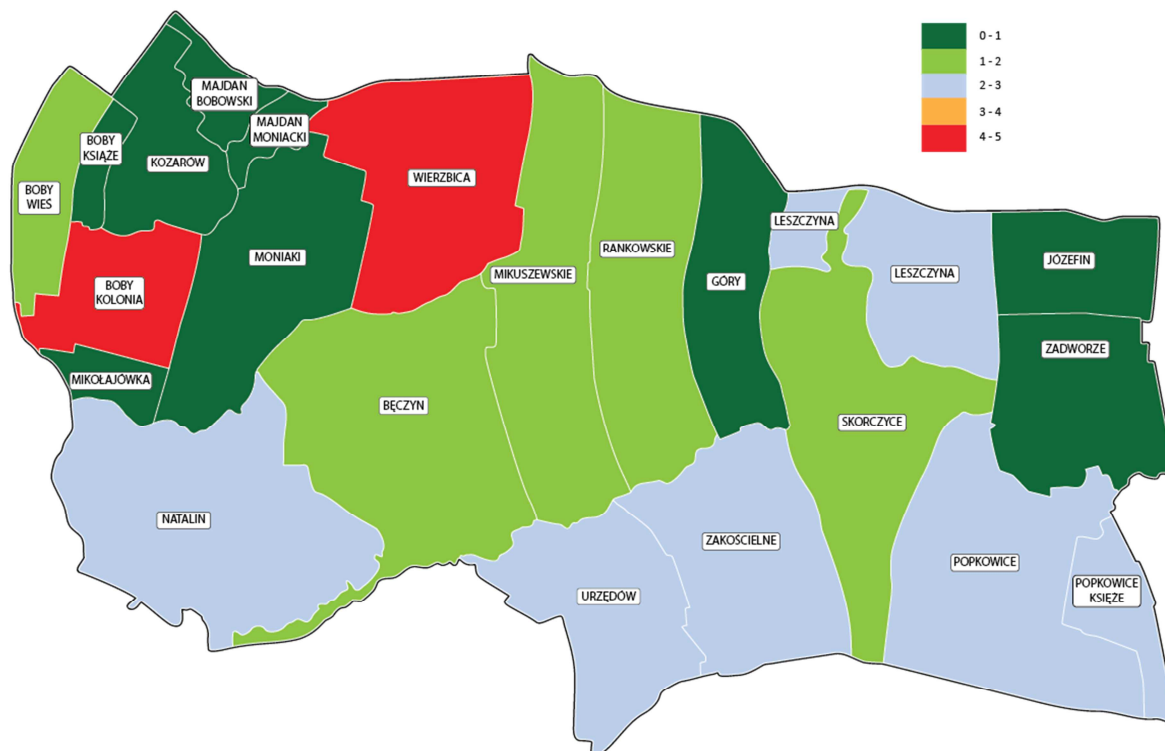 0 - 1
1 - 2
2 - 3
3 - 4
4 - 5
MAJDAN
BOBOWSKI
MAJDAN
MONIACKI
BOBY
KSIĄŻE
KOZARÓW
BOBY
WIEŚ
WIERZBICA
LESZCZYNA
RANKOWSKIE
MONIAKI
MIKUSZEWSKIE
GÓRY
LESZCZYNA
JÓZEFIN
BOBY
KOLONIA
ZADWORZE
MIKOŁAJÓWKA
BĘCZYN
SKORCZYCE
NATALIN
ZAKOŚCIELNE
POPKOWICE
URZĘDÓW
POPKOWICE
KSIĘŻE